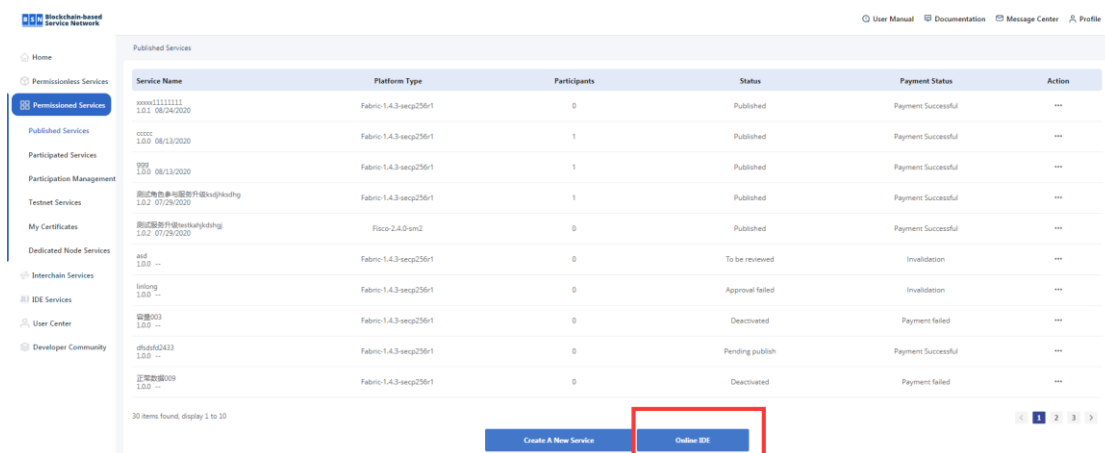 BSN Blockchain-based
Service Network
User Manual Documentation Message Center Profile
Home
Permissionless Services
Permissioned Services
Published Services
Participated Services
Participation Management
Testnet Services
My Certificates
Dedicated Node Services
Interchain Services
IDE Services
User Center
Developer Community
Published Services
Service Name Platform Type Participants Status Payment Status Action
xxxxx11111111
1.0.1 08/24/2020
Fabric-1.4.3-secp256r1 0 Published Payment Successful ...
ccccc
1.0.0 08/13/2020
Fabric-1.4.3-secp256r1 1 Published Payment Successful ...
ggg
1.0.0 08/13/2020
Fabric-1.4.3-secp256r1 1 Published Payment Successful ...
测试角色参与服务升级kxdjhksdhg
1.0.2 07/29/2020
Fabric-1.4.3-secp256r1 1 Published Payment Successful ...
测试服务升级testkahjkdshgj
1.0.2 07/29/2020
Fisco-2.4.0-sm2 0 Published Payment Successful ...
asd
1.0.0 --
Fabric-1.4.3-secp256r1 0 To be reviewed Invalidation ...
linlong
1.0.0 --
Fabric-1.4.3-secp256r1 0 Approval failed Invalidation ...
容量003
1.0.0 --
Fabric-1.4.3-secp256r1 0 Deactivated Payment failed ...
dfsdsfd2433
1.0.0 --
Fabric-1.4.3-secp256r1 0 Pending publish Payment Successful ...
正常数据009
1.0.0 --
Fabric-1.4.3-secp256r1 0 Deactivated Payment failed ...
30 items found, display 1 to 10
< 1 2 3 >
Create A New Service
Online IDE